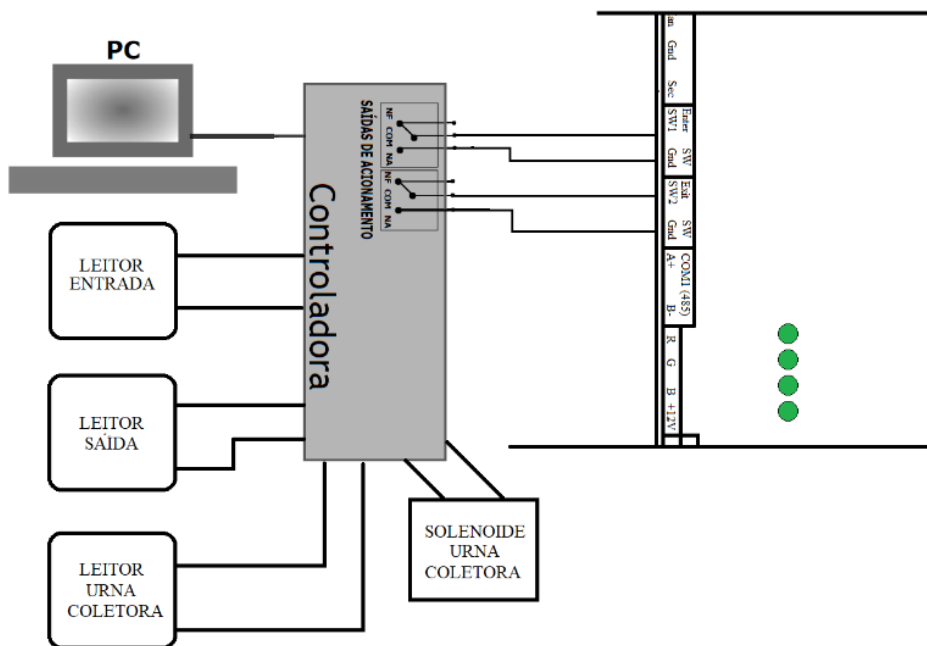 PC
SAÍDAS DE ACIONAMENTO
NF COM NA
NF COM NA
Controladora
LEITOR
ENTRADA
LEITOR
SAÍDA
LEITOR
URNA
COLETORA
SOLENOIDE
URNA
COLETORA
Gnd Sec
Enter SW
SW1 Gnd
Exit SW
SW2 Gnd
COM1 (485)
A+ B-
R G B +12V